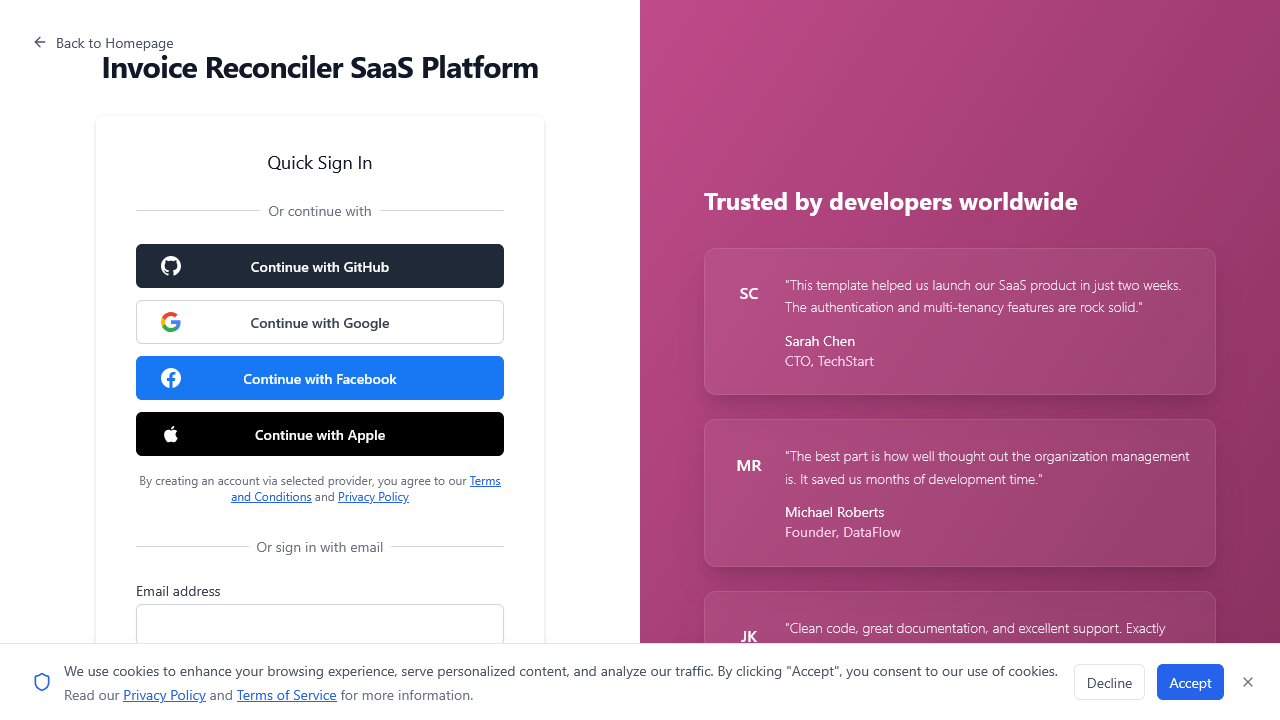 Back to Homepage
Invoice Reconciler SaaS Platform
Quick Sign In
Or continue with
Continue with GitHub
Continue with Google
Continue with Facebook
Continue with Apple
By creating an account via selected provider, you agree to our Terms
and Conditions and Privacy Policy
Or sign in with email
Email address
Trusted by developers worldwide
SC
"This template helped us launch our SaaS product in just two weeks.
The authentication and multi-tenancy features are rock solid."
Sarah Chen
CTO, TechStart
MR
"The best part is how well thought out the organization management
is. It saved us months of development time."
Michael Roberts
Founder, DataFlow
JK
"Clean code, great documentation, and excellent support. Exactly
We use cookies to enhance your browsing experience, serve personalized content, and analyze our traffic. By clicking "Accept", you consent to our use of cookies.
Read our Privacy Policy and Terms of Service for more information.
Decline
Accept